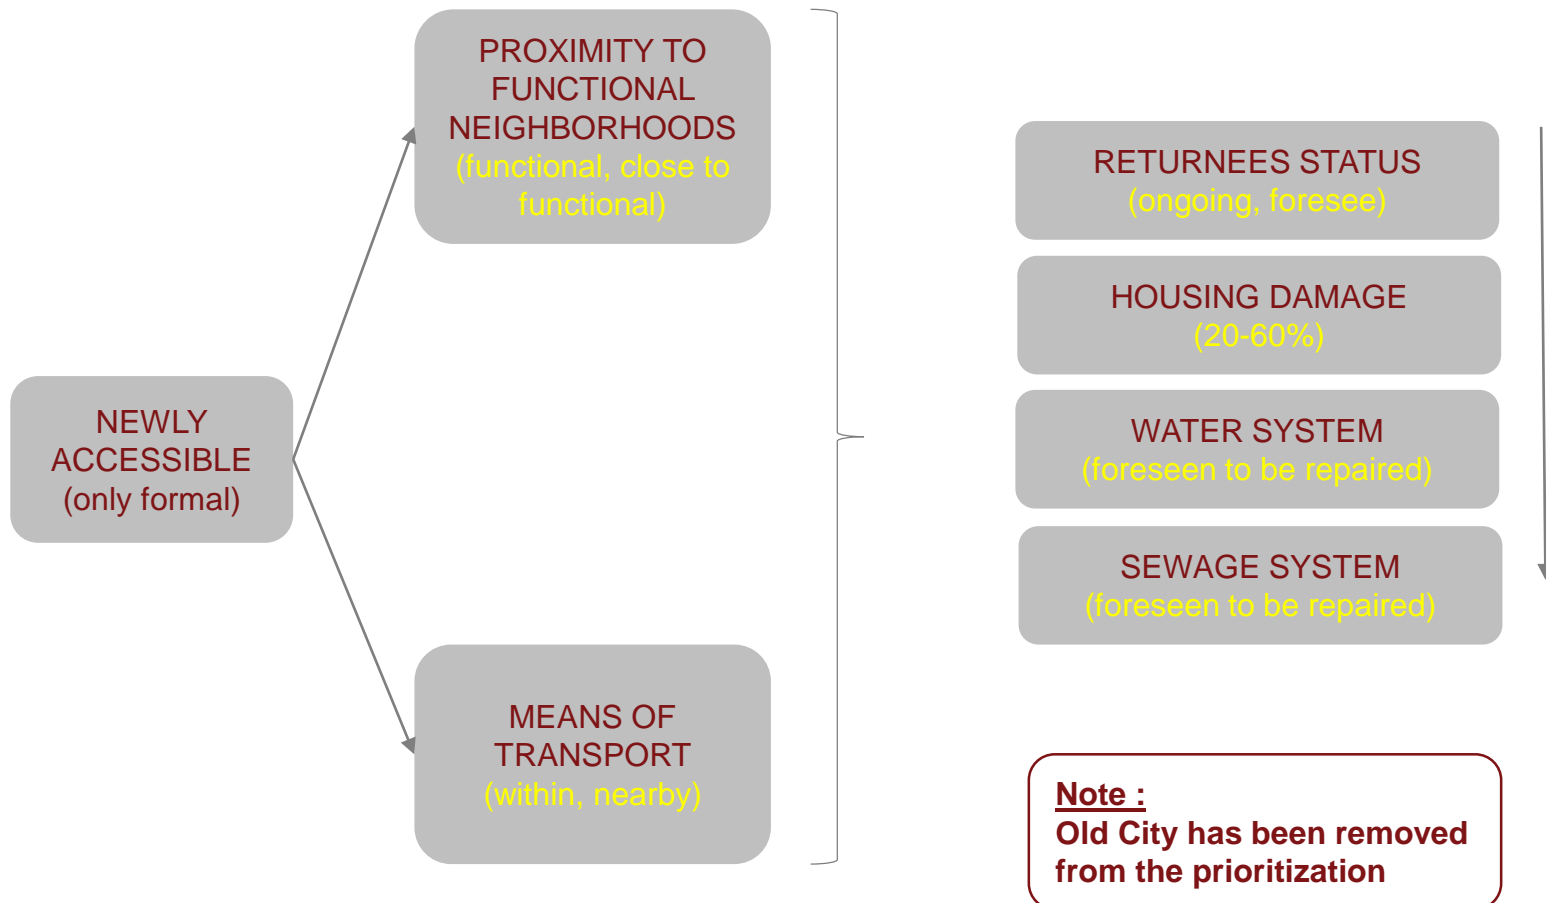 PROXIMITY TO
FUNCTIONAL
NEIGHBORHOODS
(functional, close to
functional)
NEWLY
ACCESSIBLE
(only formal)
MEANS OF
TRANSPORT
(within, nearby)
RETURNEES STATUS
(ongoing, foresee)
HOUSING DAMAGE
(20-60%)
WATER SYSTEM
(foreseen to be repaired)
SEWAGE SYSTEM
(foreseen to be repaired)
Note :
Old City has been removed
from the prioritization